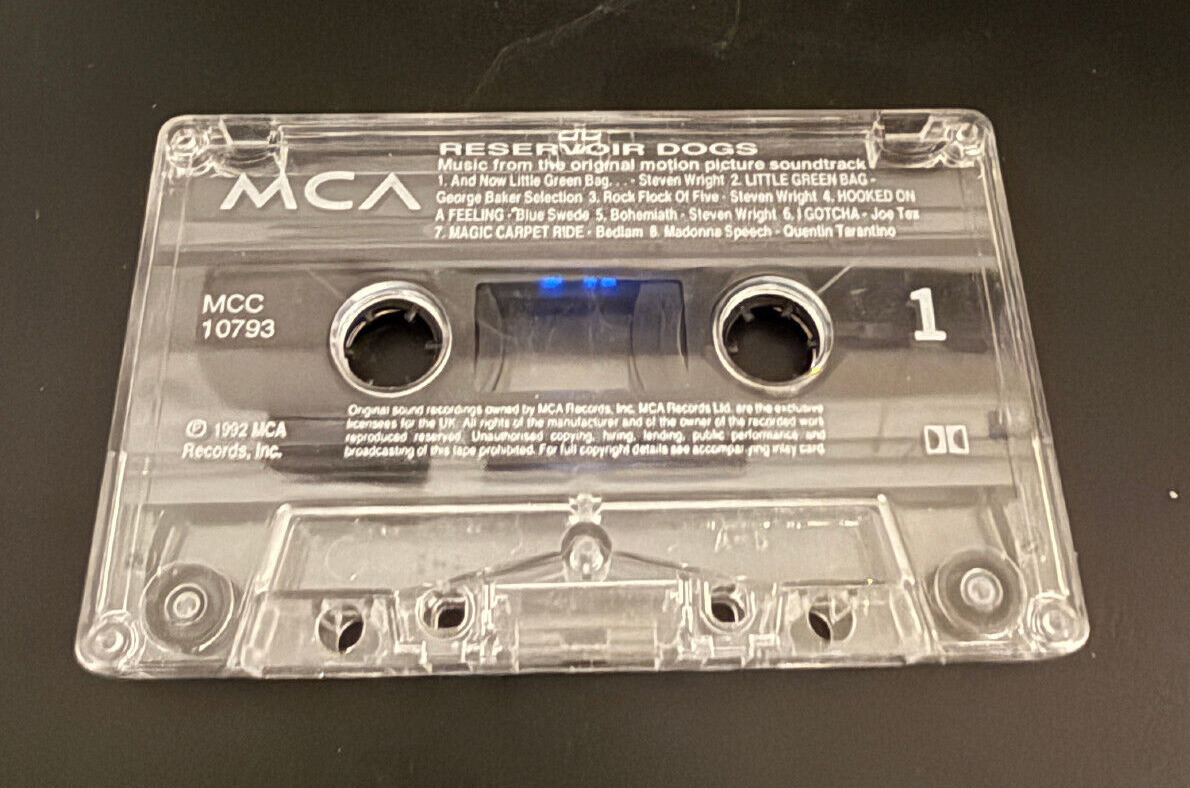 RESERVOIR DOGS
Music from the original motion picture soundtrack
MCA
1. And Now Little Green Bag. . . - Steven Wright 2. LITTLE GREEN BAG -
George Baker Selection 3. Rock Flock Of Five - Steven Wright 4. HOOKED ON
A FEELING - Blue Swede 5. Bohemiath - Steven Wright 6. I GOTCHA - Joe Tex
7. MAGIC CARPET RIDE - Bedlam 8. Madonna Speech - Quentin Tarantino
MCC
10793
1
Original sound recordings owned by MCA Records, Inc. MCA Records Ltd. are the exclusive
licensees for the UK. All rights of the manufacturer and of the owner of the recorded work
reproduced reserved. Unauthorised copying, hiring, lending, public performance and
broadcasting of this tape prohibited. For full copyright details see accompanying inlay card
℗ 1992 MCA
Records, Inc.